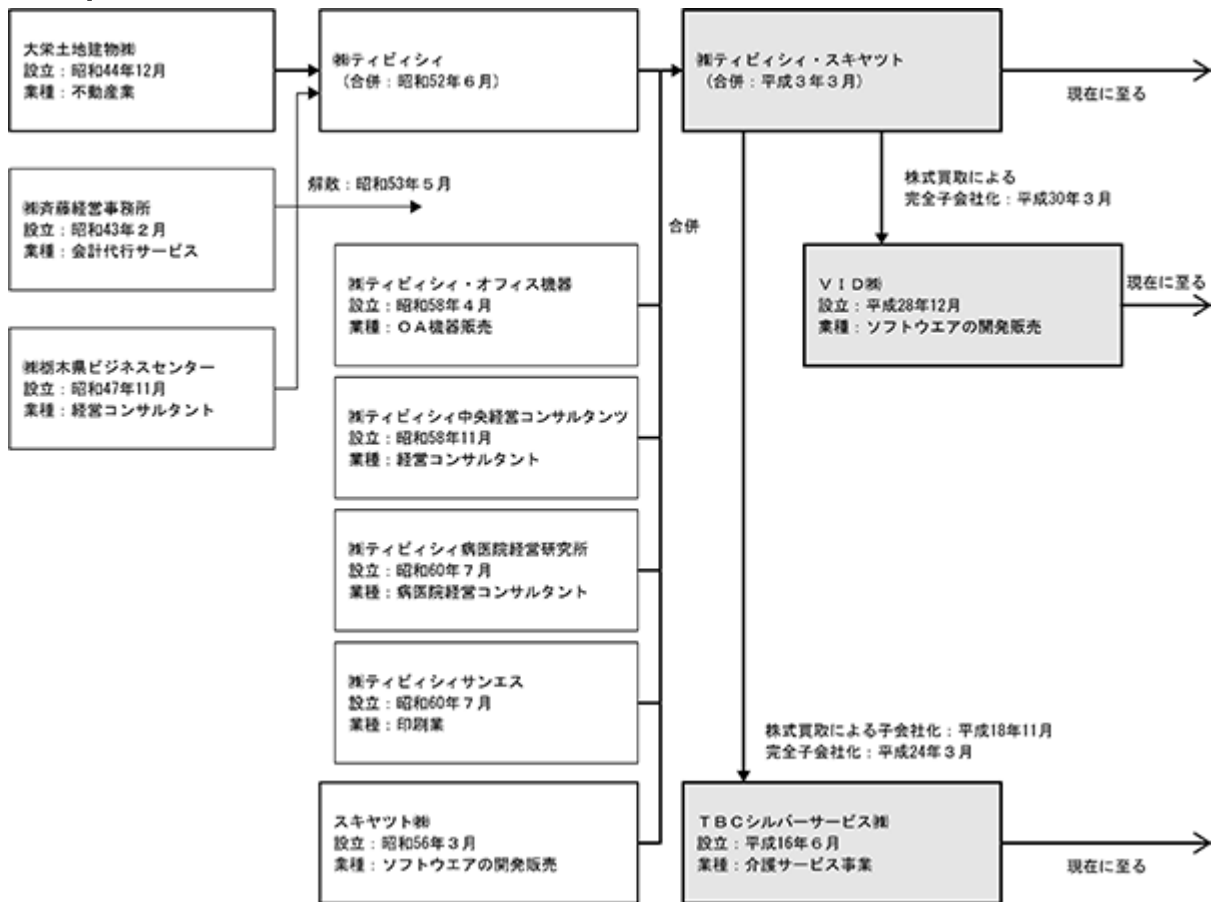 大栄土地建物㈱
設立：昭和44年12月
業種：不動産業
㈱ティビィシィ
（合併：昭和52年６月）
㈱ティビィシィ・スキヤツト
（合併：平成３年３月）
現在に至る
㈱斉藤経営事務所
設立：昭和43年２月
業種：会計代行サービス
解散：昭和53年５月
合併
株式買取による
完全子会社化：平成30年３月
㈱ティビィシィ・オフィス機器
設立：昭和58年４月
業種：ＯＡ機器販売
ＶＩＤ㈱
設立：平成28年12月
業種：ソフトウエアの開発販売
現在に至る
㈱栃木県ビジネスセンター
設立：昭和47年11月
業種：経営コンサルタント
㈱ティビィシィ中央経営コンサルタンツ
設立：昭和58年11月
業種：経営コンサルタント
㈱ティビィシィ病医院経営研究所
設立：昭和60年７月
業種：病医院経営コンサルタント
㈱ティビィシィサンエス
設立：昭和60年７月
業種：印刷業
株式買取による子会社化：平成18年11月
完全子会社化：平成24年３月
スキヤツト㈱
設立：昭和56年３月
業種：ソフトウエアの開発販売
ＴＢＣシルバーサービス㈱
設立：平成16年６月
業種：介護サービス事業
現在に至る